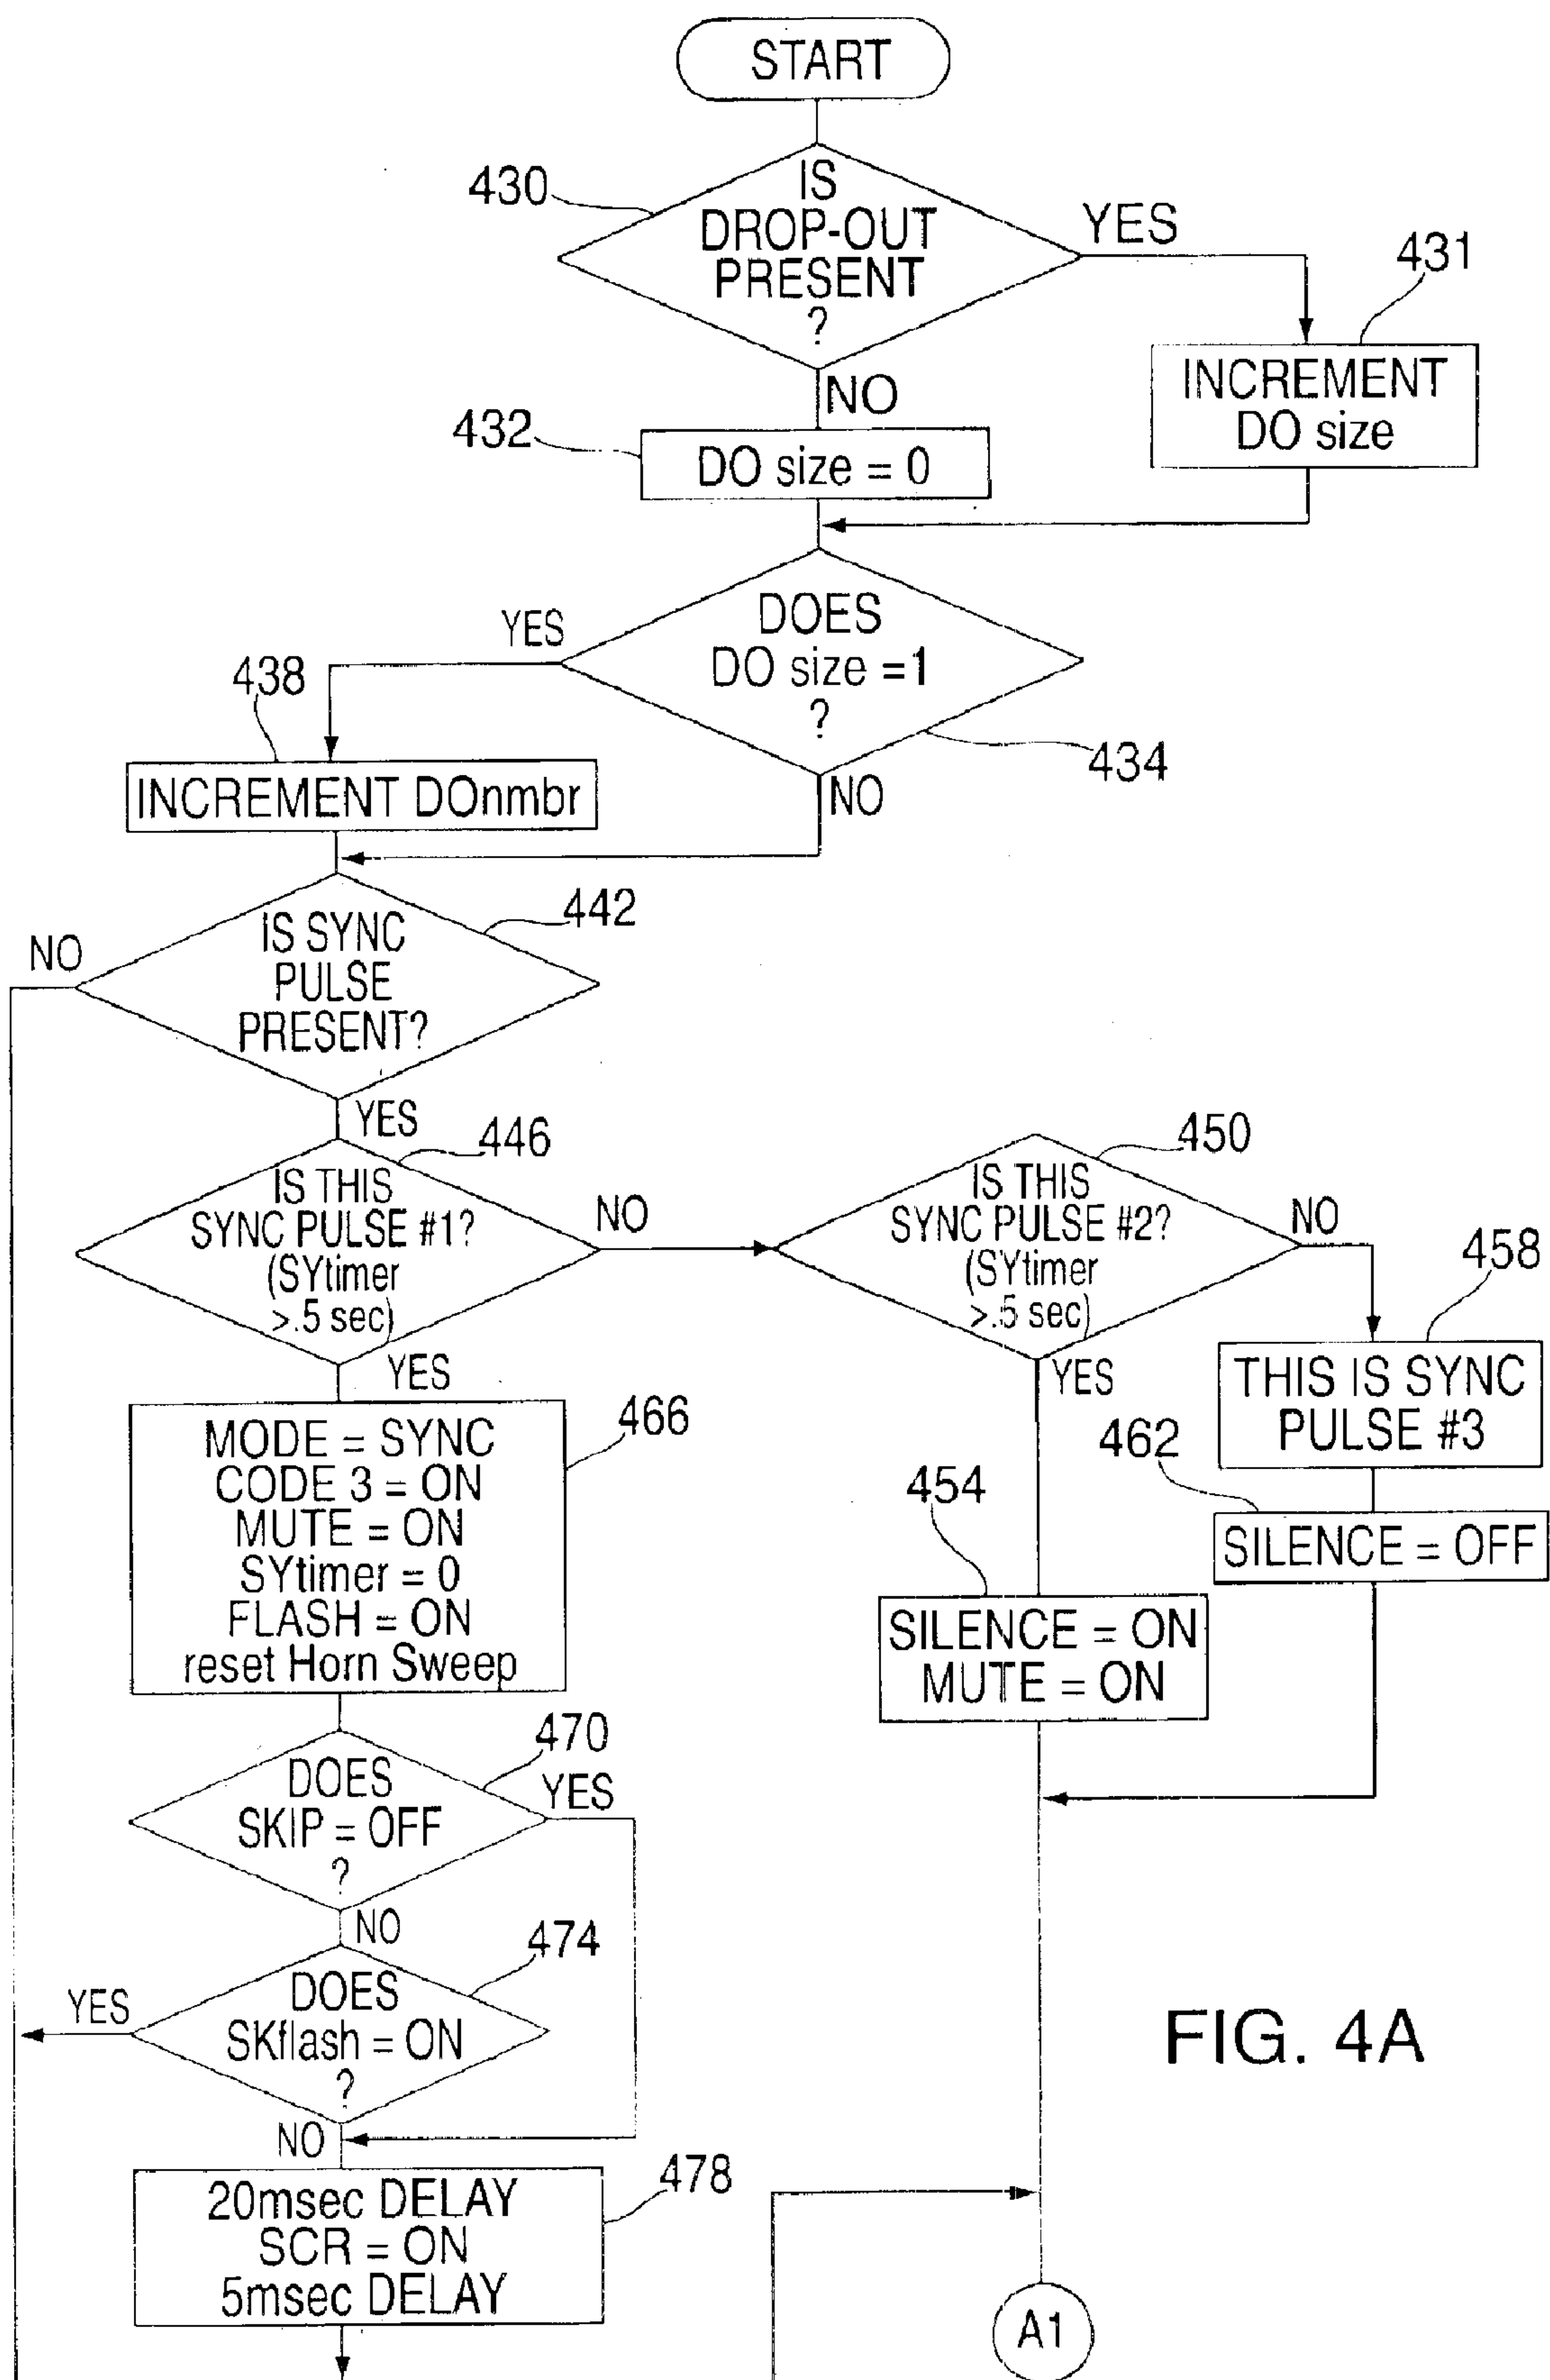 START
430
IS
DROP-OUT
PRESENT
?
YES
431
INCREMENT
DO size
NO
432
DO size = 0
DOES
DO size =1
?
YES
434
NO
438
INCREMENT DOnmbr
442
IS SYNC
PULSE
PRESENT?
NO
YES
446
IS THIS
SYNC PULSE #1?
(SYtimer
>.5 sec)
NO
YES
450
IS THIS
SYNC PULSE #2?
(SYtimer
>.5 sec)
NO
YES
458
THIS IS SYNC
PULSE #3
462
SILENCE = OFF
454
SILENCE = ON
MUTE = ON
466
MODE = SYNC
CODE 3 = ON
MUTE = ON
SYtimer = 0
FLASH = ON
reset Horn Sweep
470
DOES
SKIP = OFF
?
YES
NO
474
DOES
SKflash = ON
?
YES
NO
478
20msec DELAY
SCR = ON
5msec DELAY
A1
FIG. 4A